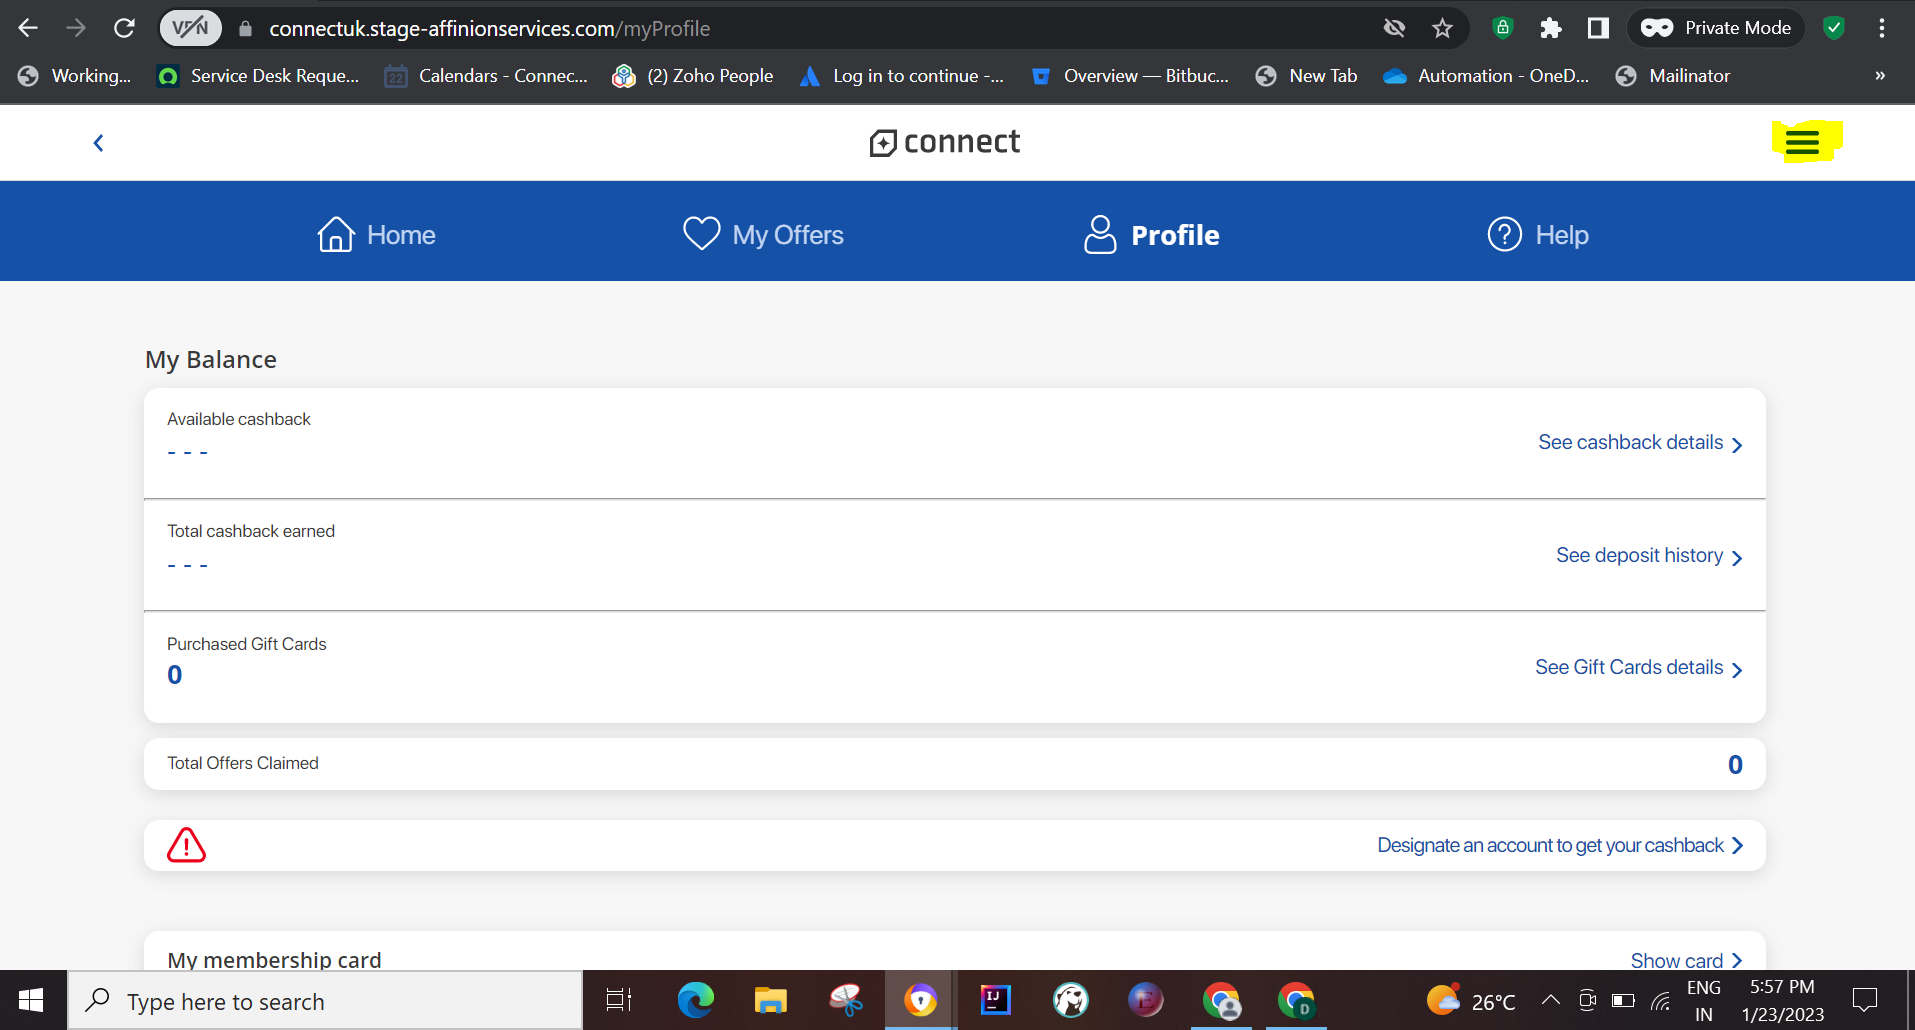 VPN connectuk.stage-affinionservices.com/myProfile Private Mode
Working... Service Desk Reque... 22 Calendars - Connec... (2) Zoho People Log in to continue -... Overview — Bitbuc... New Tab Automation - OneD... Mailinator »
connect
Home My Offers Profile ? Help
My Balance
Available cashback
- - -
See cashback details
Total cashback earned
- - -
See deposit history
Purchased Gift Cards
0
See Gift Cards details
Total Offers Claimed 0
! Designate an account to get your cashback
My membership card Show card
Type here to search IJ E D 26°C ENG IN 5:57 PM 1/23/2023